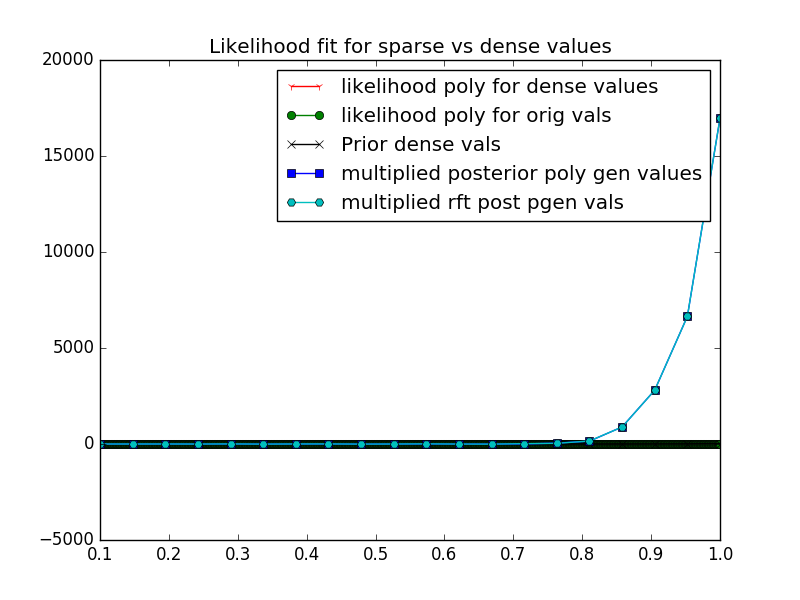 Likelihood fit for sparse vs dense values
20000
15000
10000
5000
0
−5000
likelihood poly for dense values
likelihood poly for orig vals
Prior dense vals
multiplied posterior poly gen values
multiplied rft post pgen vals
0.1 0.2 0.3 0.4 0.5 0.6 0.7 0.8 0.9 1.0